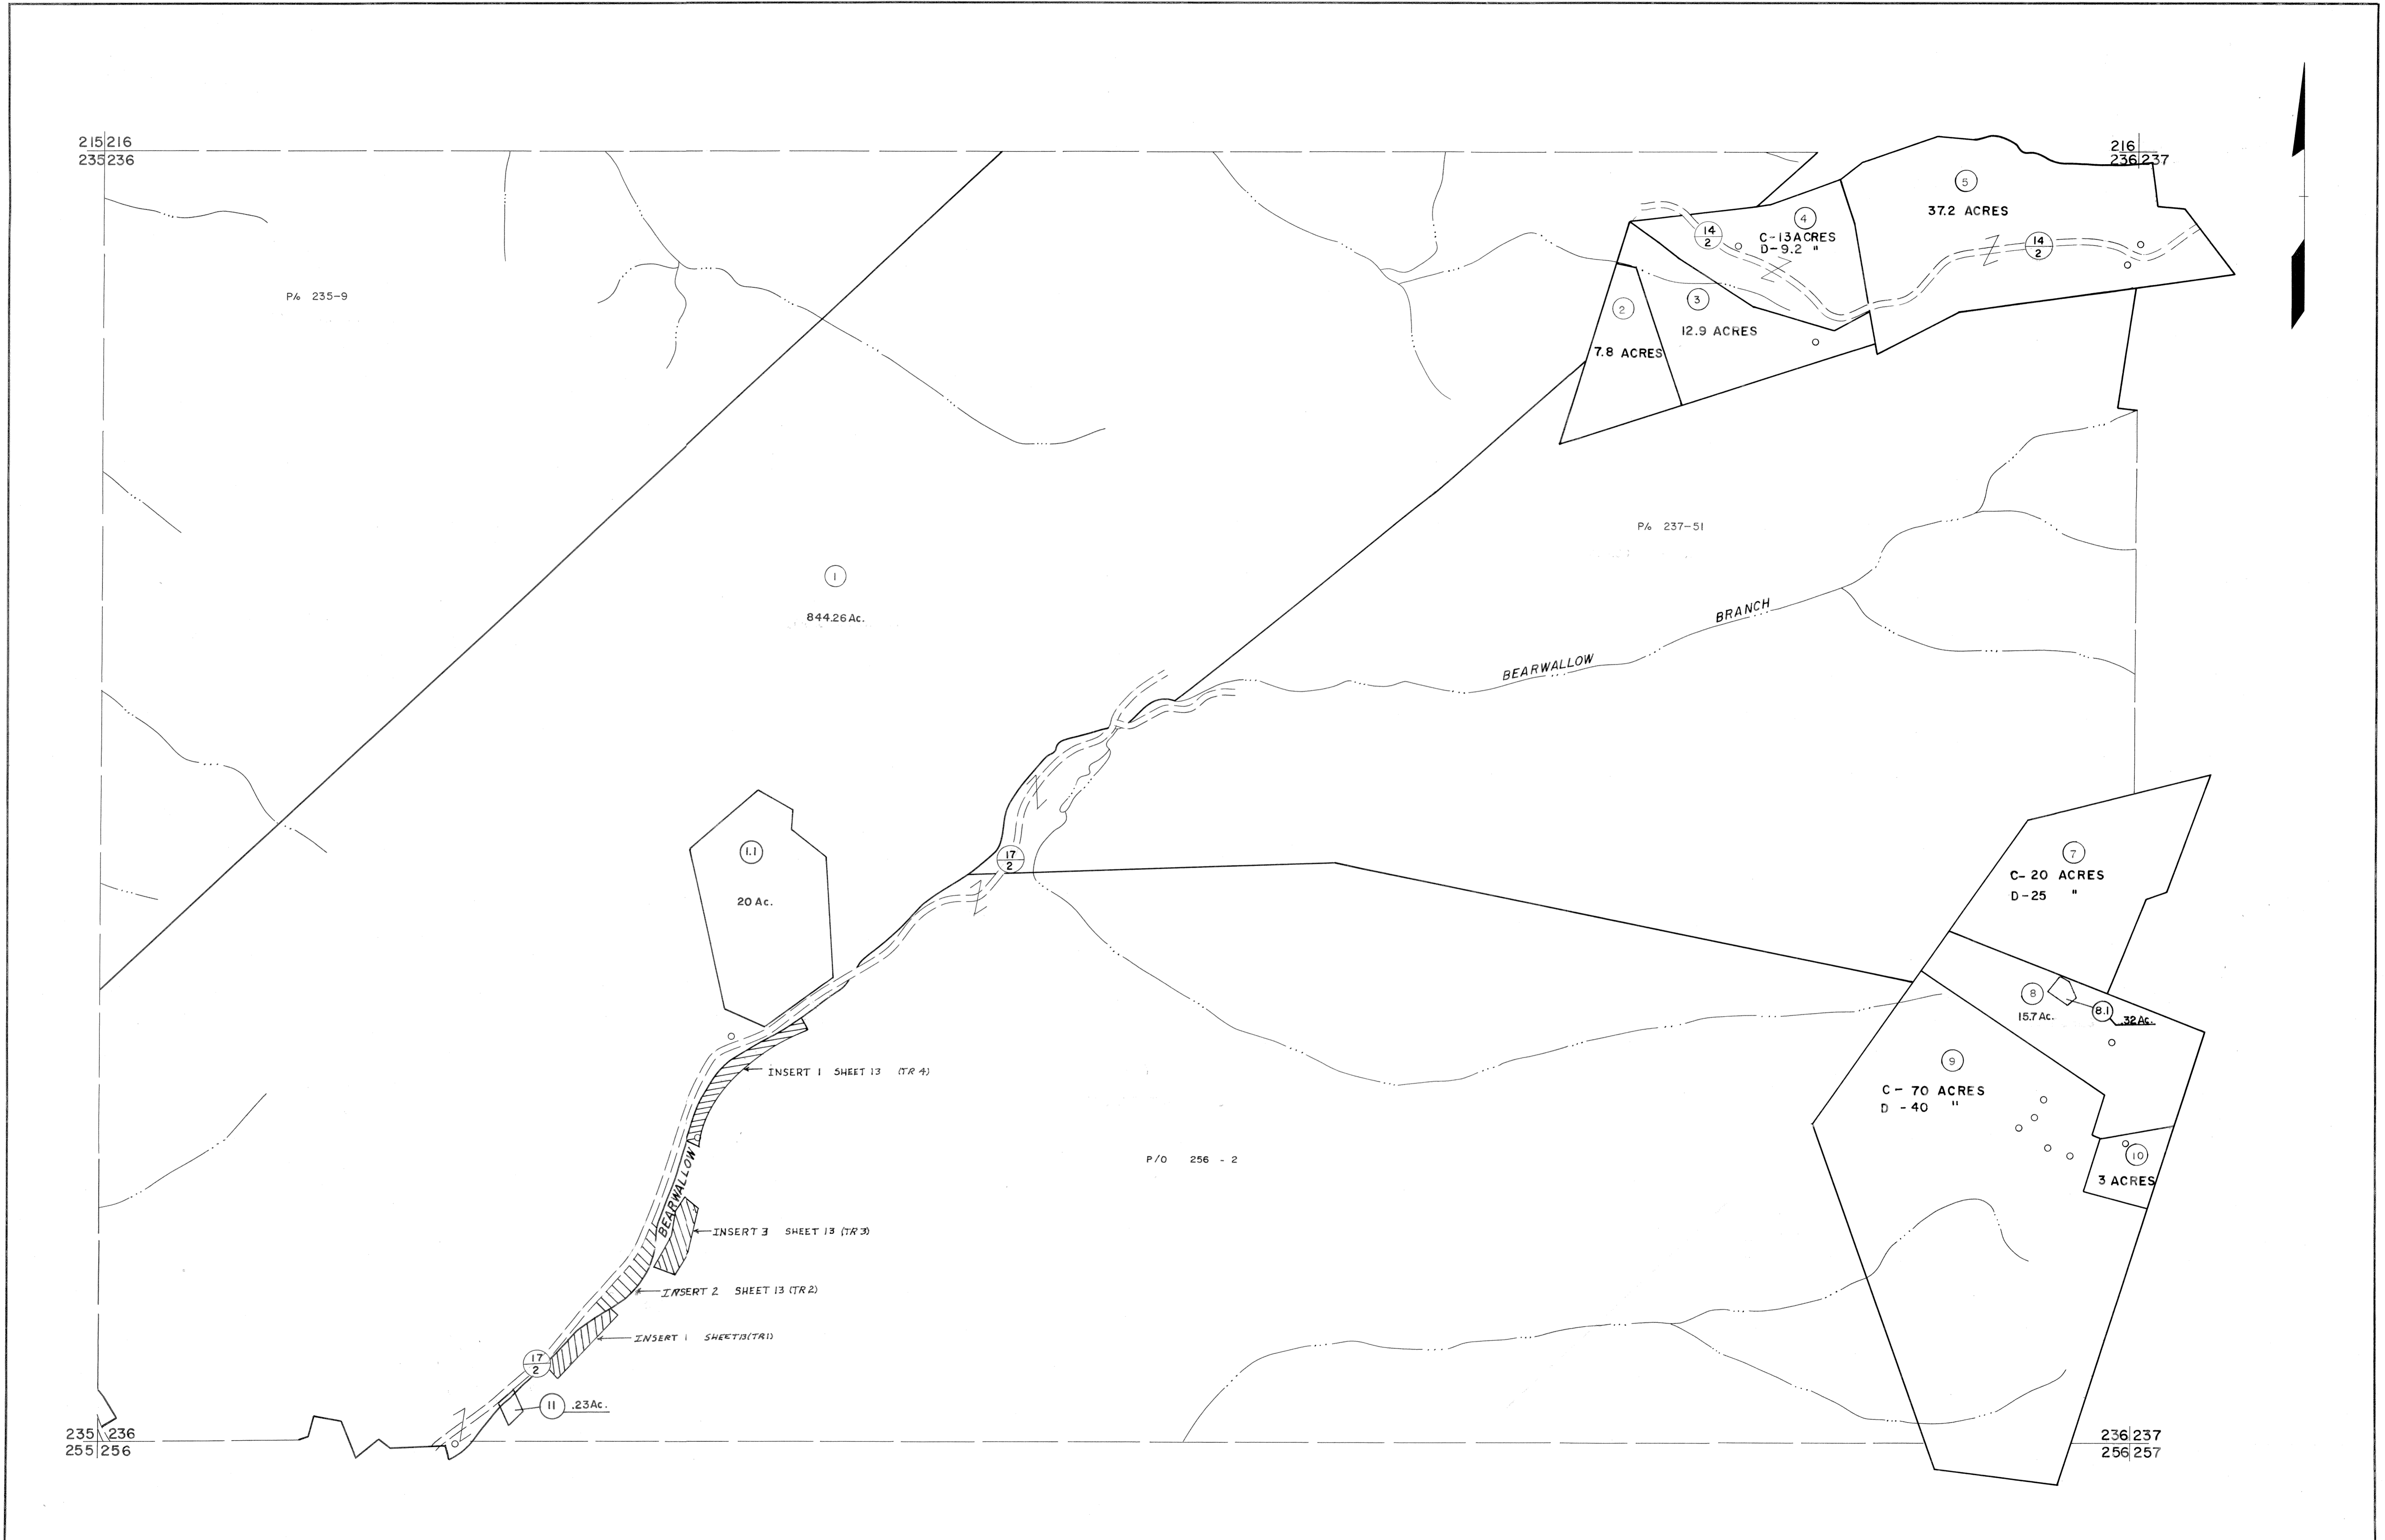 215 216
235 236
216
236 237
5
37.2 ACRES
4
C-13 ACRES
D-9.2 "
14
2
14
2
P/o 235-9
2
3
12.9 ACRES
7.8 ACRES
P/o 237-51
1
844.26 Ac.
BEARWALLOW BRANCH
1.1
20 Ac.
17
2
7
C- 20 ACRES
D-25 "
8
15.7 Ac.
8.1
.32 Ac.
9
C- 70 ACRES
D -40 "
INSERT 1 SHEET 13 (TR 4)
BEARWALLOW
P/O 256 - 2
10
3 ACRES
INSERT 3 SHEET 13 (TR 3)
INSERT 2 SHEET 13 (TR 2)
INSERT 1 SHEET 13 (TR 1)
17
2
11 .23 Ac.
235 236
255 256
236 237
256 257